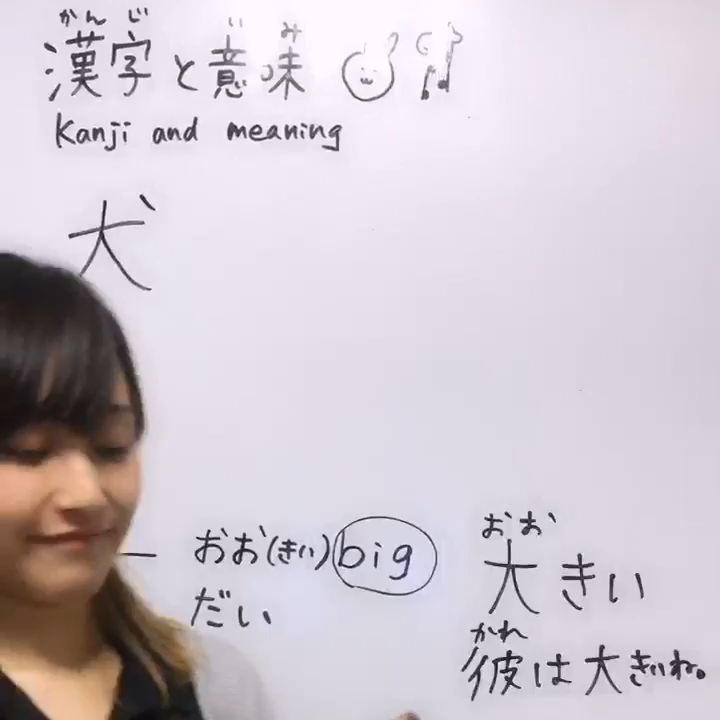 かんじ い み
漢字と意味
Kanji and meaning
犬
おお(きい) big
だい
おお
大きい
かれ
彼は大きいね。